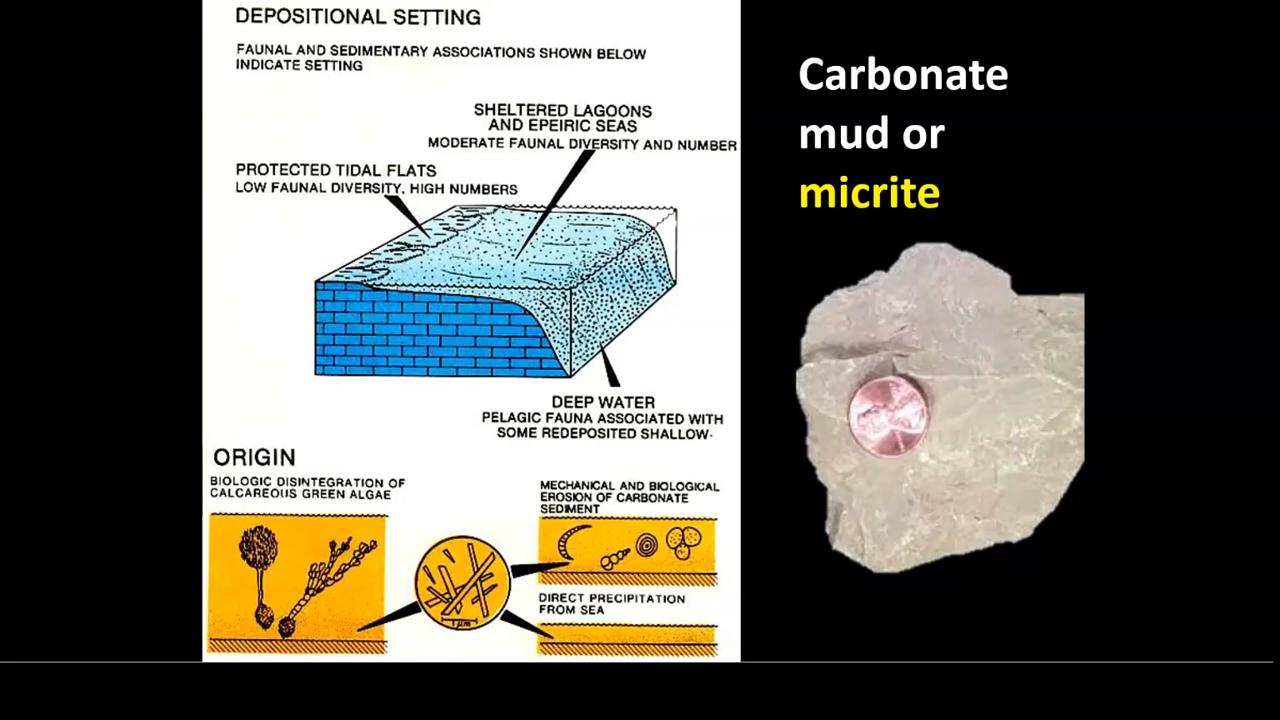 DEPOSITIONAL SETTING
FAUNAL AND SEDIMENTARY ASSOCIATIONS SHOWN BELOW
INDICATE SETTING
SHELTERED LAGOONS
AND EPEIRIC SEAS
MODERATE FAUNAL DIVERSITY AND NUMBER
PROTECTED TIDAL FLATS
LOW FAUNAL DIVERSITY, HIGH NUMBERS
DEEP WATER
PELAGIC FAUNA ASSOCIATED WITH
SOME REDEPOSITED SHALLOW-
ORIGIN
BIOLOGIC DISINTEGRATION OF
CALCAREOUS GREEN ALGAE
MECHANICAL AND BIOLOGICAL
EROSION OF CARBONATE
SEDIMENT
1 µm
DIRECT PRECIPITATION
FROM SEA
Carbonate
mud or
micrite